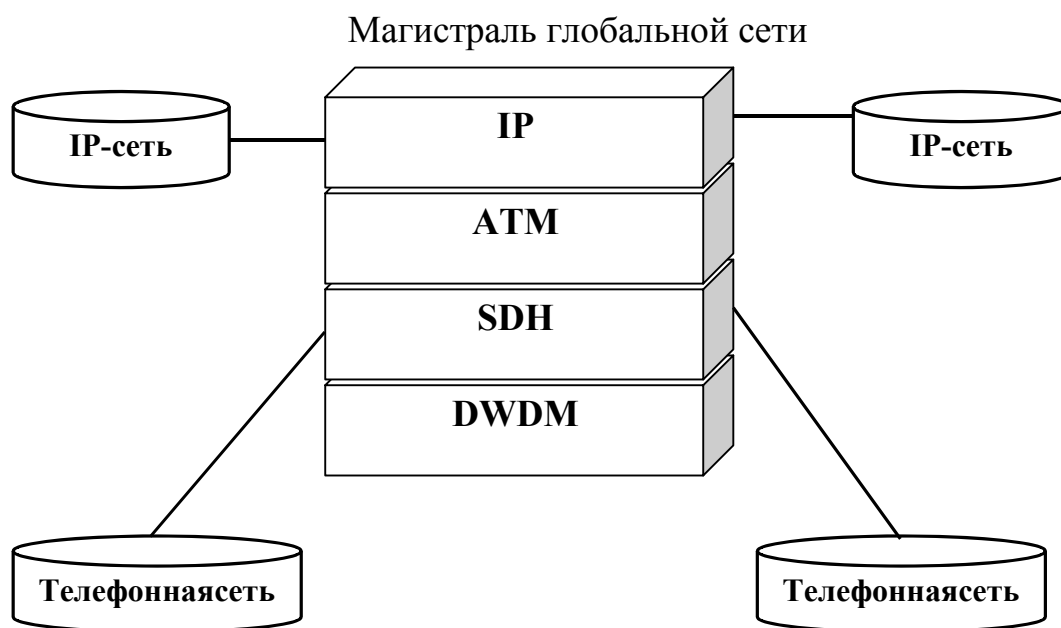 Магистраль глобальной сети
IP
IP-сеть
IP-сеть
ATM
SDH
DWDM
Телефоннаясеть
Телефоннаясеть